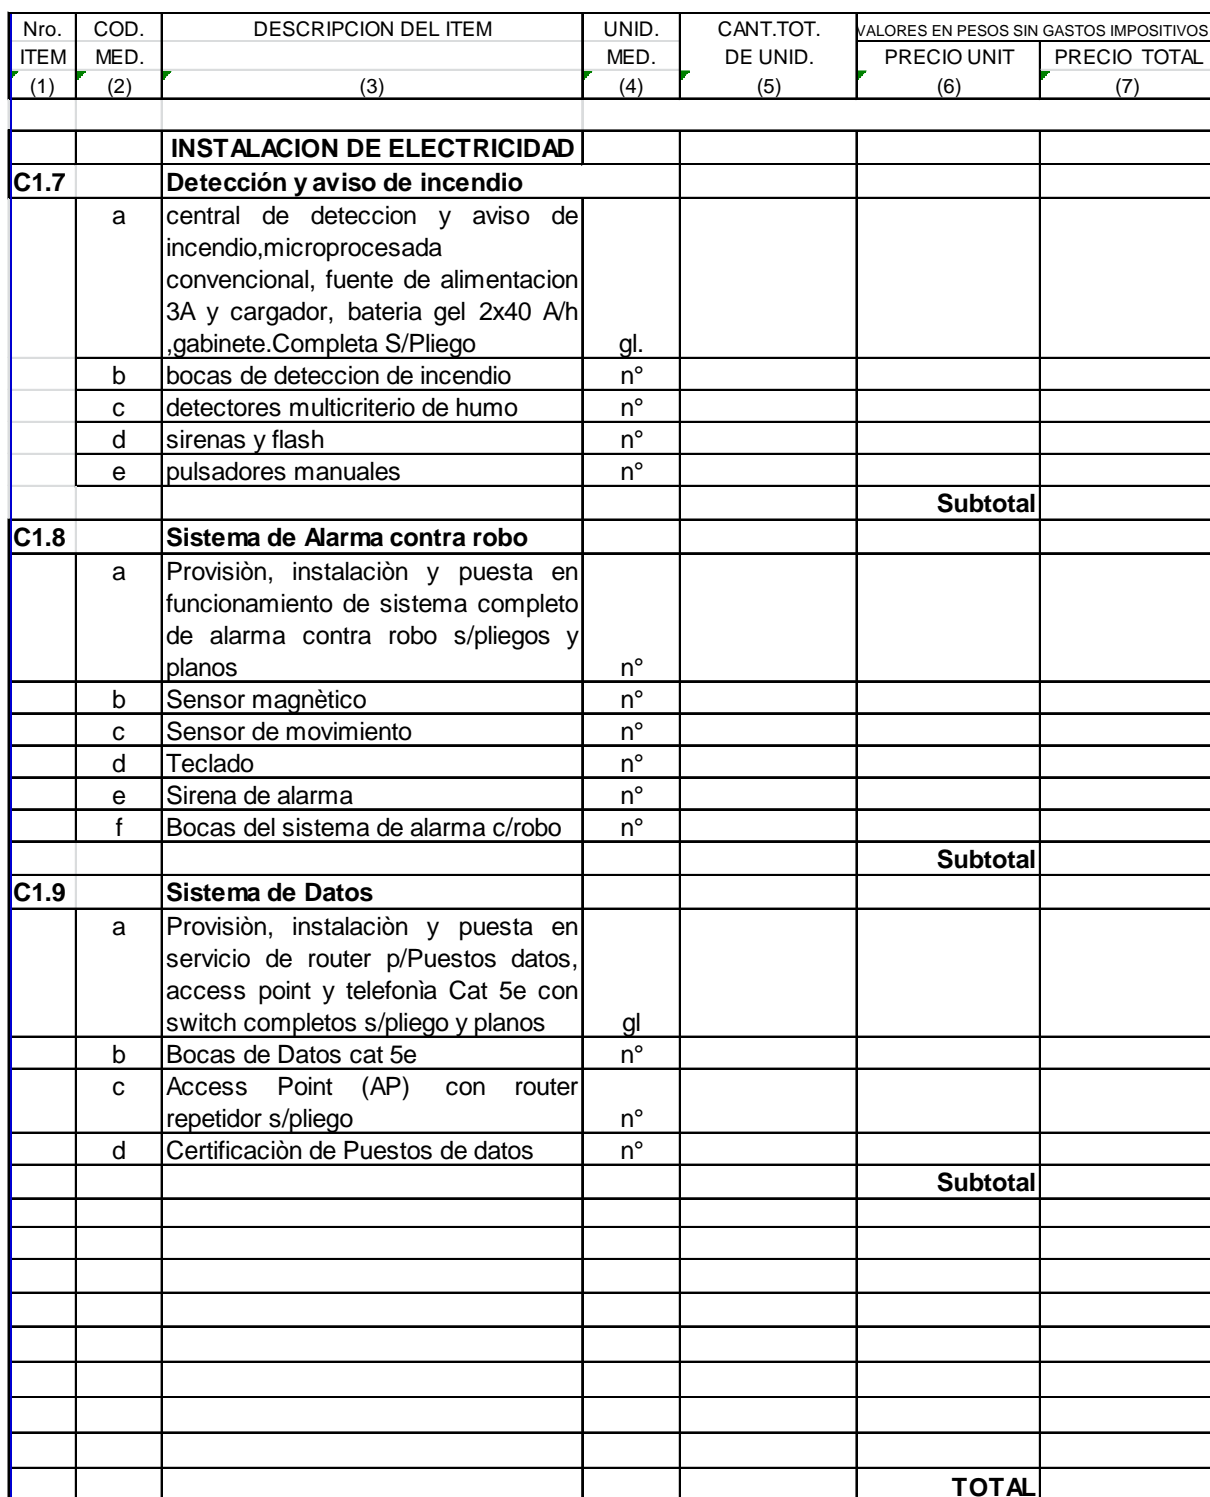 Nro. COD. DESCRIPCION DEL ITEM UNID. CANT.TOT. VALORES EN PESOS SIN GASTOS IMPOSITIVOS
ITEM MED. MED. DE UNID. PRECIO UNIT PRECIO TOTAL
(1) (2) (3) (4) (5) (6) (7)
INSTALACION DE ELECTRICIDAD
C1.7 Detección y aviso de incendio
a central de deteccion y aviso de
incendio,microprocesada
convencional, fuente de alimentacion
3A y cargador, bateria gel 2x40 A/h
,gabinete.Completa S/Pliego gl.
b bocas de deteccion de incendio n°
c detectores multicriterio de humo n°
d sirenas y flash n°
e pulsadores manuales n°
Subtotal
C1.8 Sistema de Alarma contra robo
a Provisiòn, instalaciòn y puesta en
funcionamiento de sistema completo
de alarma contra robo s/pliegos y
planos n°
b Sensor magnètico n°
c Sensor de movimiento n°
d Teclado n°
e Sirena de alarma n°
f Bocas del sistema de alarma c/robo n°
Subtotal
C1.9 Sistema de Datos
a Provisiòn, instalaciòn y puesta en
servicio de router p/Puestos datos,
access point y telefonìa Cat 5e con
switch completos s/pliego y planos gl
b Bocas de Datos cat 5e n°
c Access Point (AP) con router
repetidor s/pliego n°
d Certificaciòn de Puestos de datos n°
Subtotal
TOTAL